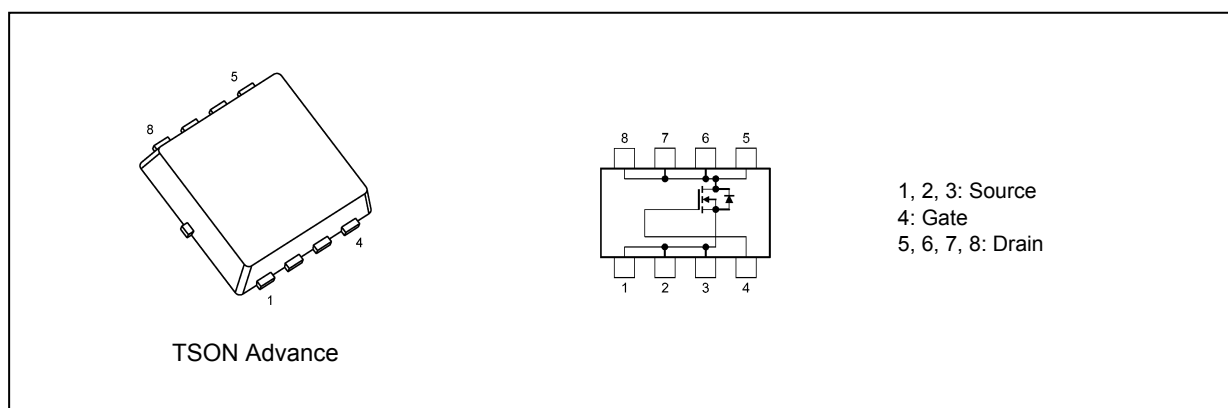 5
8
4
1
TSON Advance
8 7 6 5
1 2 3 4
1, 2, 3: Source
4: Gate
5, 6, 7, 8: Drain